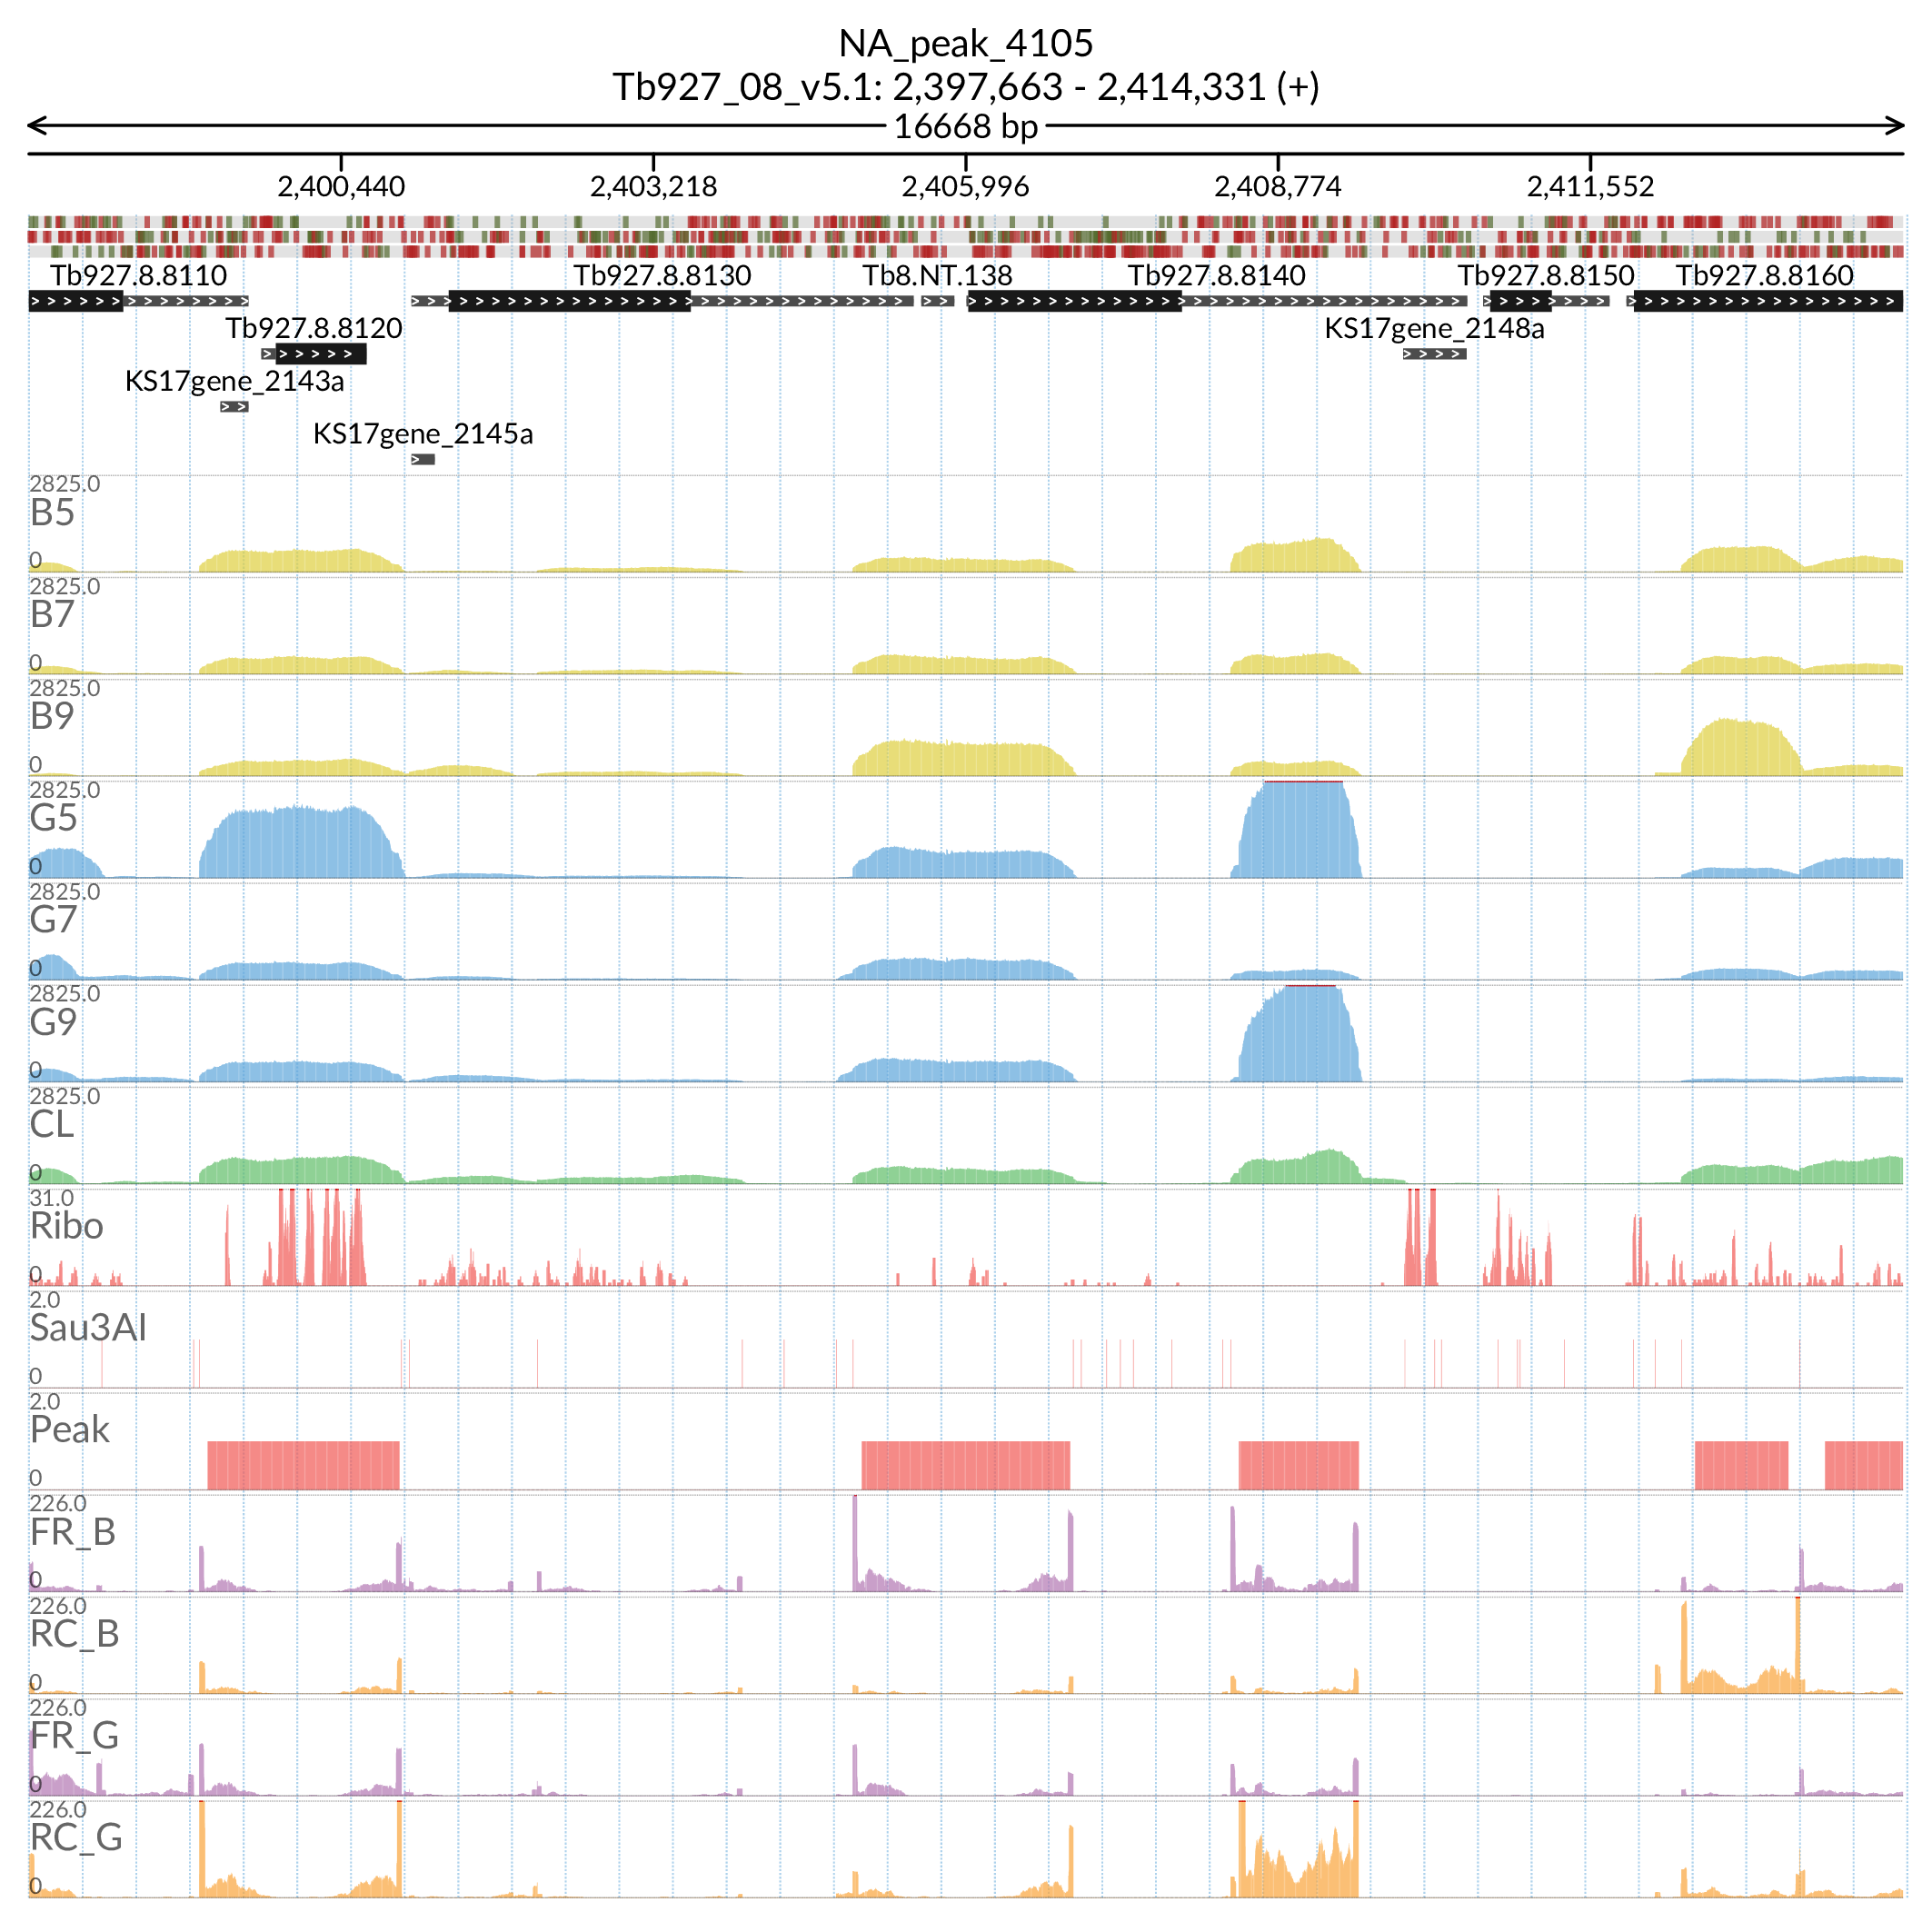 NA_peak_4105
Tb927_08_v5.1: 2,397,663 - 2,414,331 (+)
16668 bp
2,400,440 2,403,218 2,405,996 2,408,774 2,411,552
Tb927.8.8110 Tb927.8.8130 Tb8.NT.138 Tb927.8.8140 Tb927.8.8150 Tb927.8.8160
Tb927.8.8120 KS17gene_2148a
KS17gene_2143a
KS17gene_2145a
2825.0
B5
0
2825.0
B7
0
2825.0
B9
0
2825.0
G5
0
2825.0
G7
0
2825.0
G9
0
2825.0
CL
0
31.0
Ribo
0
2.0
Sau3AI
0
2.0
Peak
0
226.0
FR_B
0
226.0
RC_B
0
226.0
FR_G
0
226.0
RC_G
0